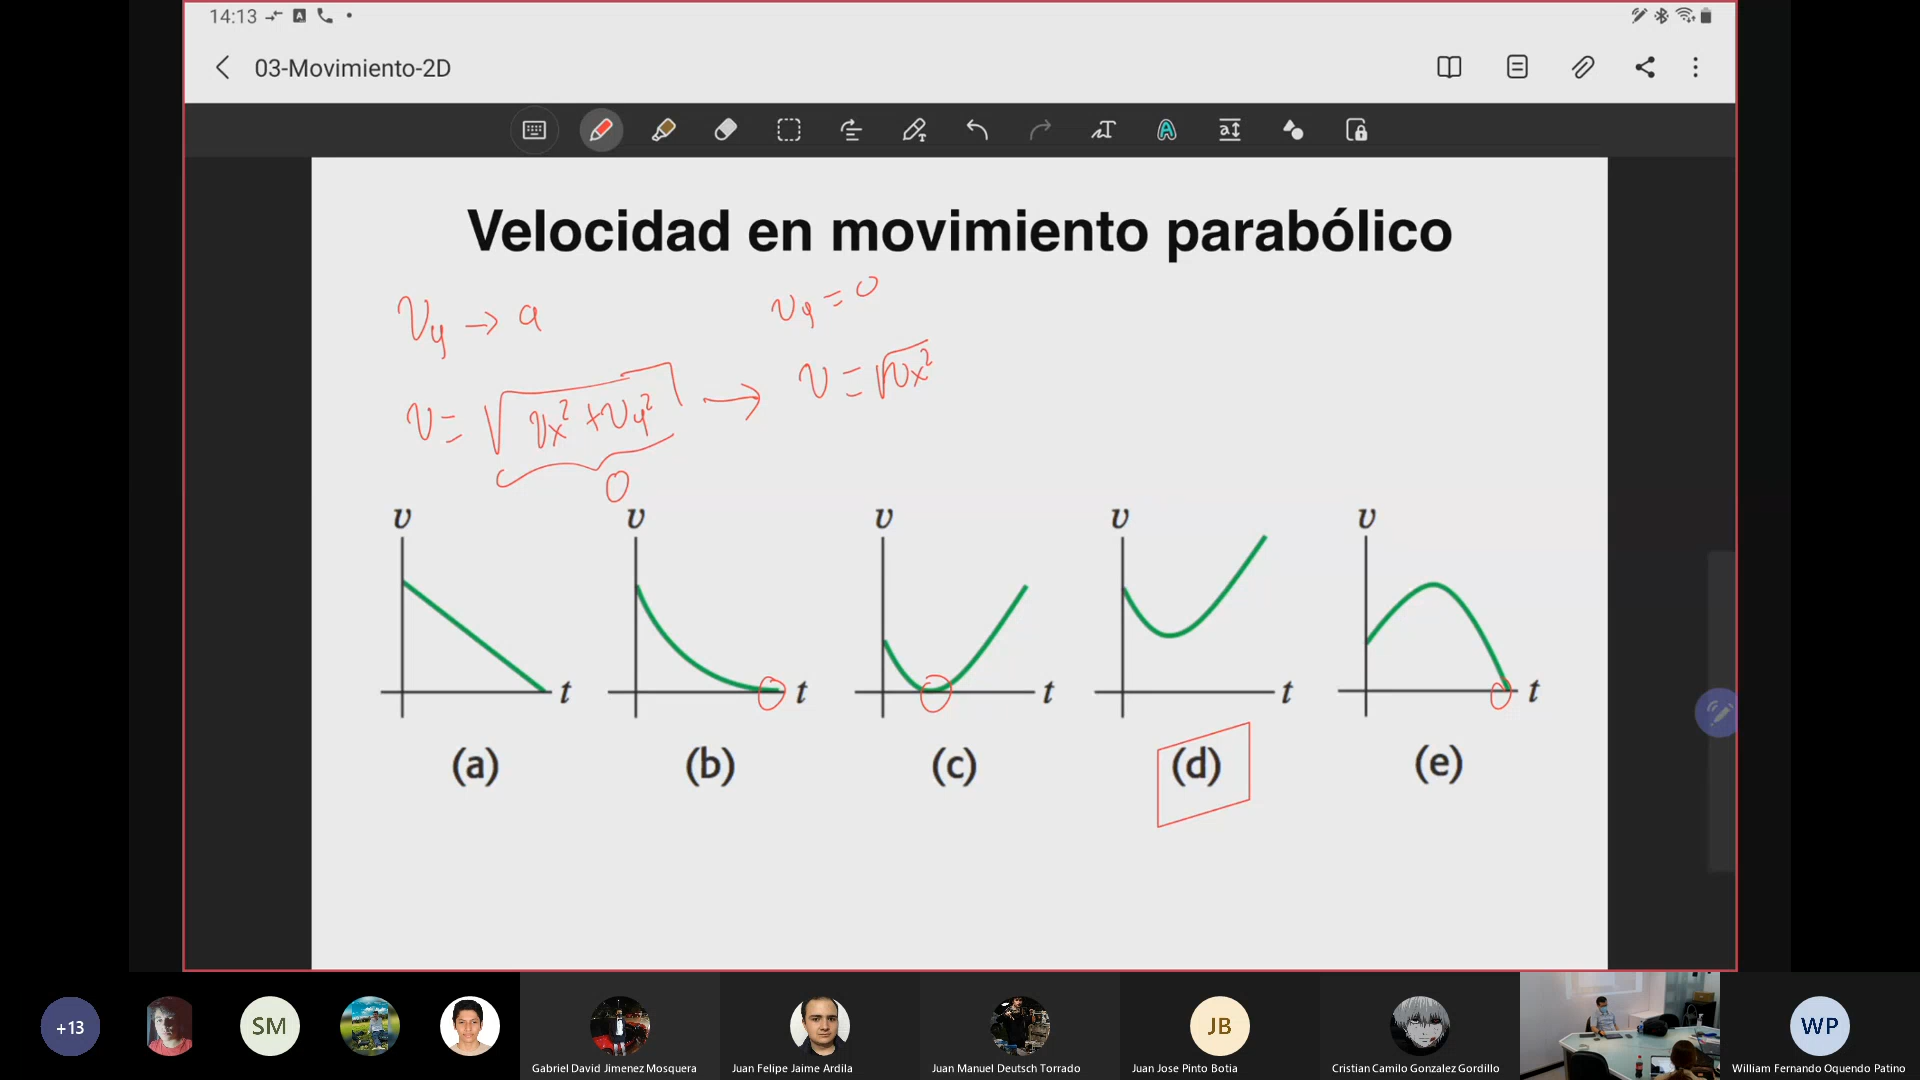 14:13
03-Movimiento-2D
Velocidad en movimiento parabólico
Vy → a
vy = 0
v = √vx² + vy² → v = √vx²
0
v v v v v
t t t t t
(a) (b) (c) (d) (e)
+13
SM
JB
WP
Gabriel David Jimenez Mosquera
Juan Felipe Jaime Ardila
Juan Manuel Deutsch Torrado
Juan Jose Pinto Botia
Cristian Camilo Gonzalez Gordillo
William Fernando Oquendo Patino